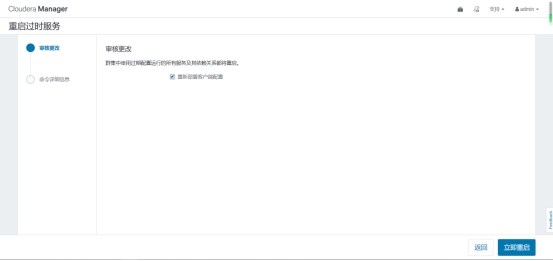 Cloudera Manager
支持
admin
重启过时服务
审核更改
命令详细信息
审核更改
群集中使用过期配置运行的所有服务及其依赖关系都将重启。
重新部署客户端配置
Feedback
返回
立即重启